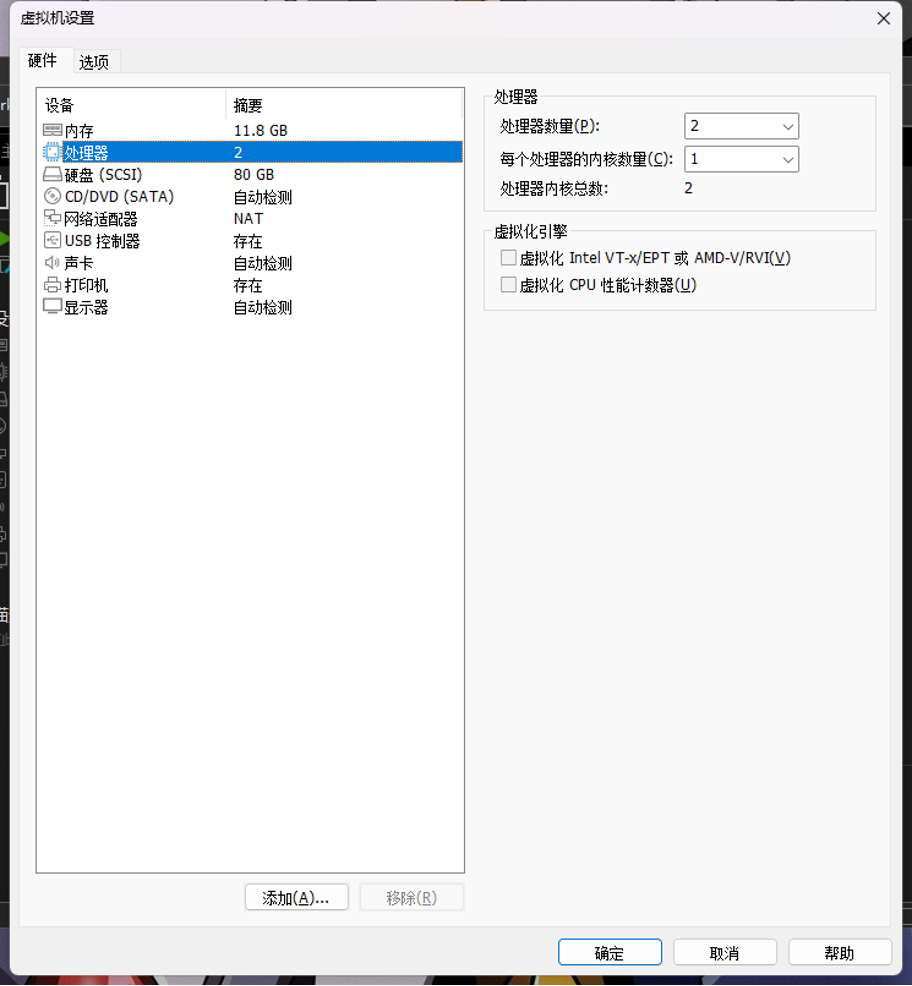 虚拟机设置
硬件 选项
设备 摘要
内存 11.8 GB
处理器 2
硬盘 (SCSI) 80 GB
CD/DVD (SATA) 自动检测
网络适配器 NAT
USB 控制器 存在
声卡 自动检测
打印机 存在
显示器 自动检测
添加(A)... 移除(R)
处理器
处理器数量(P): 2
每个处理器的内核数量(C): 1
处理器内核总数: 2
虚拟化引擎
虚拟化 Intel VT-x/EPT 或 AMD-V/RVI(V)
虚拟化 CPU 性能计数器(U)
确定 取消 帮助